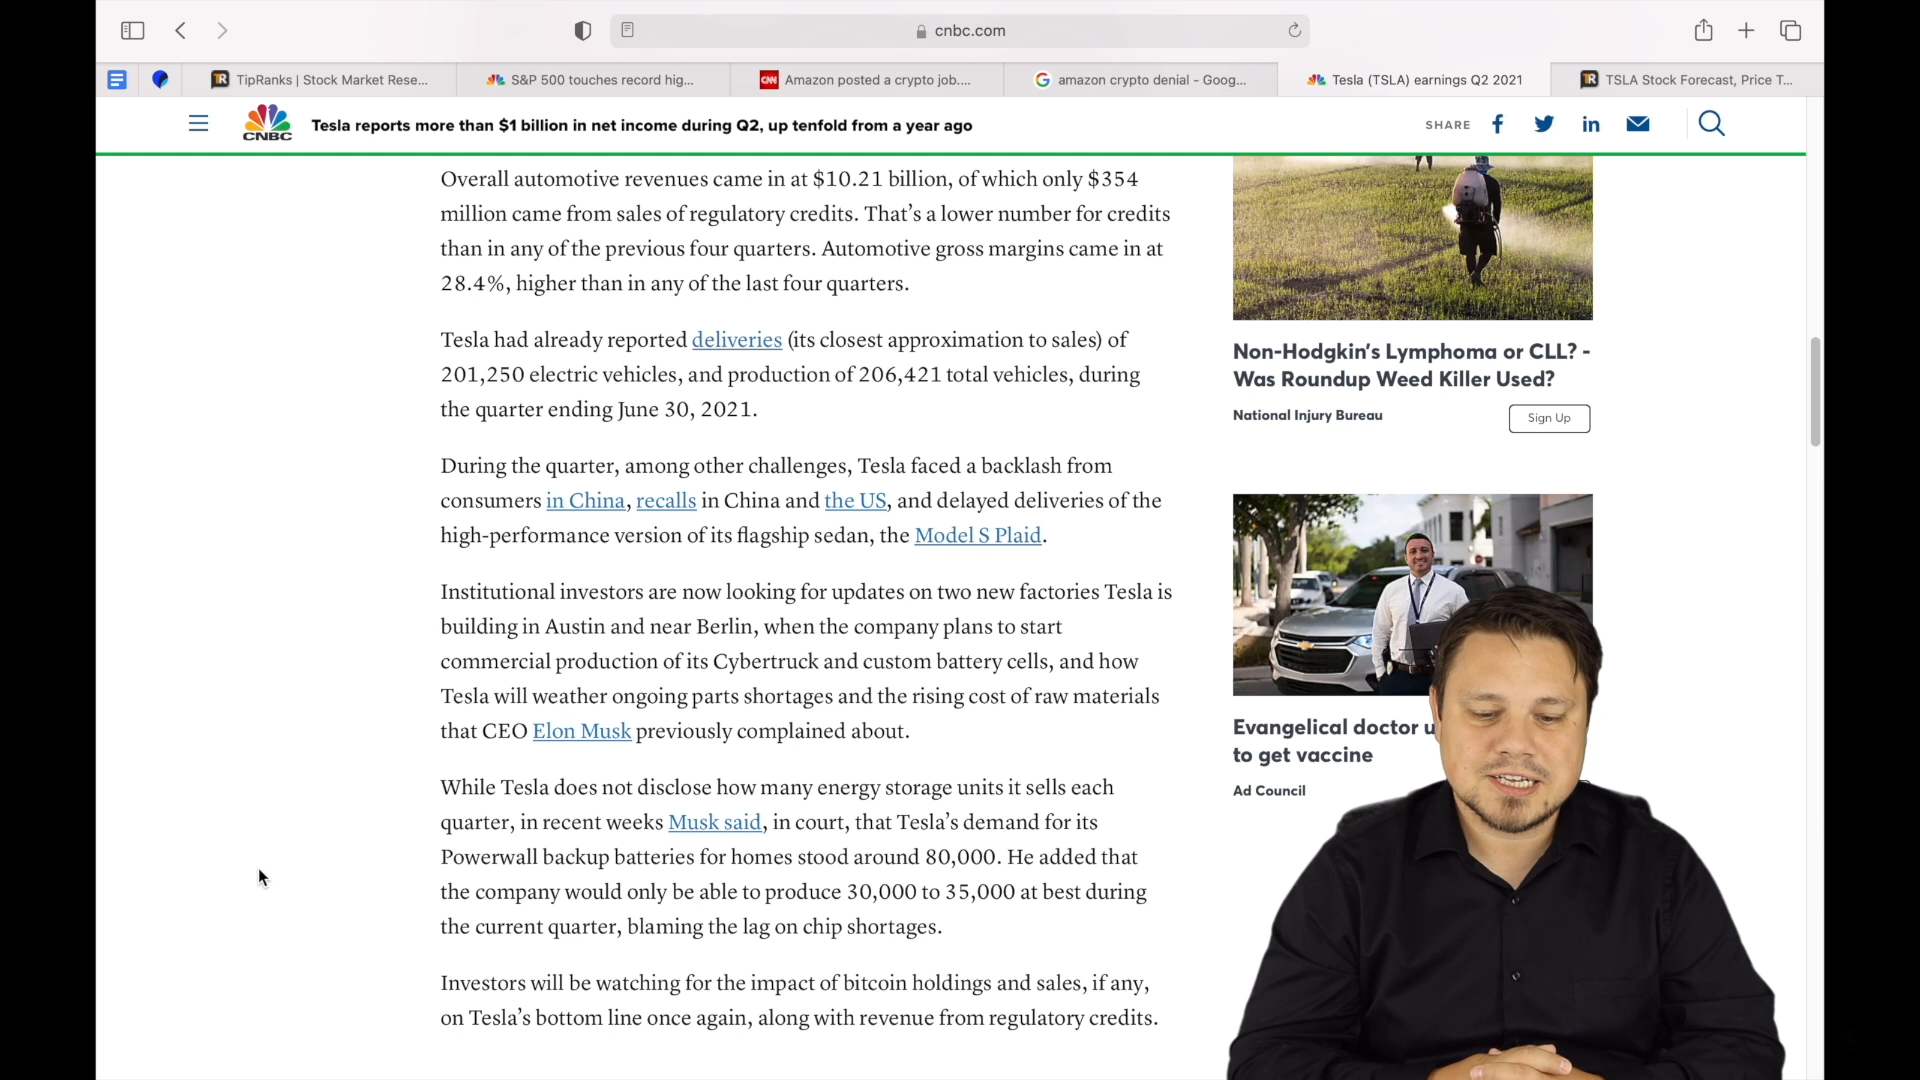 cnbc.com
TipRanks | Stock Market Rese...
S&P 500 touches record hig...
CNN
Amazon posted a crypto job....
amazon crypto denial - Goog...
Tesla (TSLA) earnings Q2 2021
TSLA Stock Forecast, Price T...
CNBC
Tesla reports more than $1 billion in net income during Q2, up tenfold from a year ago
SHARE
Overall automotive revenues came in at $10.21 billion, of which only $354
million came from sales of regulatory credits. That’s a lower number for credits
than in any of the previous four quarters. Automotive gross margins came in at
28.4%, higher than in any of the last four quarters.
Tesla had already reported deliveries (its closest approximation to sales) of
201,250 electric vehicles, and production of 206,421 total vehicles, during
the quarter ending June 30, 2021.
During the quarter, among other challenges, Tesla faced a backlash from
consumers in China, recalls in China and the US, and delayed deliveries of the
high-performance version of its flagship sedan, the Model S Plaid.
Institutional investors are now looking for updates on two new factories Tesla is
building in Austin and near Berlin, when the company plans to start
commercial production of its Cybertruck and custom battery cells, and how
Tesla will weather ongoing parts shortages and the rising cost of raw materials
that CEO Elon Musk previously complained about.
While Tesla does not disclose how many energy storage units it sells each
quarter, in recent weeks Musk said, in court, that Tesla’s demand for its
Powerwall backup batteries for homes stood around 80,000. He added that
the company would only be able to produce 30,000 to 35,000 at best during
the current quarter, blaming the lag on chip shortages.
Investors will be watching for the impact of bitcoin holdings and sales, if any,
on Tesla’s bottom line once again, along with revenue from regulatory credits.
Non-Hodgkin’s Lymphoma or CLL? -
Was Roundup Weed Killer Used?
National Injury Bureau
Sign Up
Evangelical doctor u
to get vaccine
Ad Council